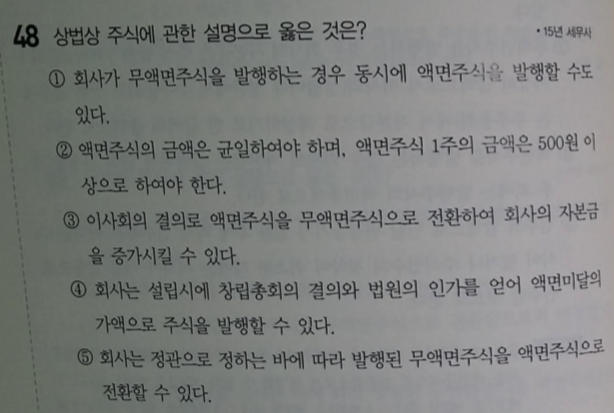 48 상법상 주식에 관한 설명으로 옳은 것은? • 15년 세무사
① 회사가 무액면주식을 발행하는 경우 동시에 액면주식을 발행할 수도
있다.
② 액면주식의 금액은 균일하여야 하며, 액면주식 1주의 금액은 500원 이
상으로 하여야 한다.
③ 이사회의 결의로 액면주식을 무액면주식으로 전환하여 회사의 자본금
을 증가시킬 수 있다.
④ 회사는 설립시에 창립총회의 결의와 법원의 인가를 얻어 액면미달의
가액으로 주식을 발행할 수 있다.
⑤ 회사는 정관으로 정하는 바에 따라 발행된 무액면주식을 액면주식으로
전환할 수 있다.